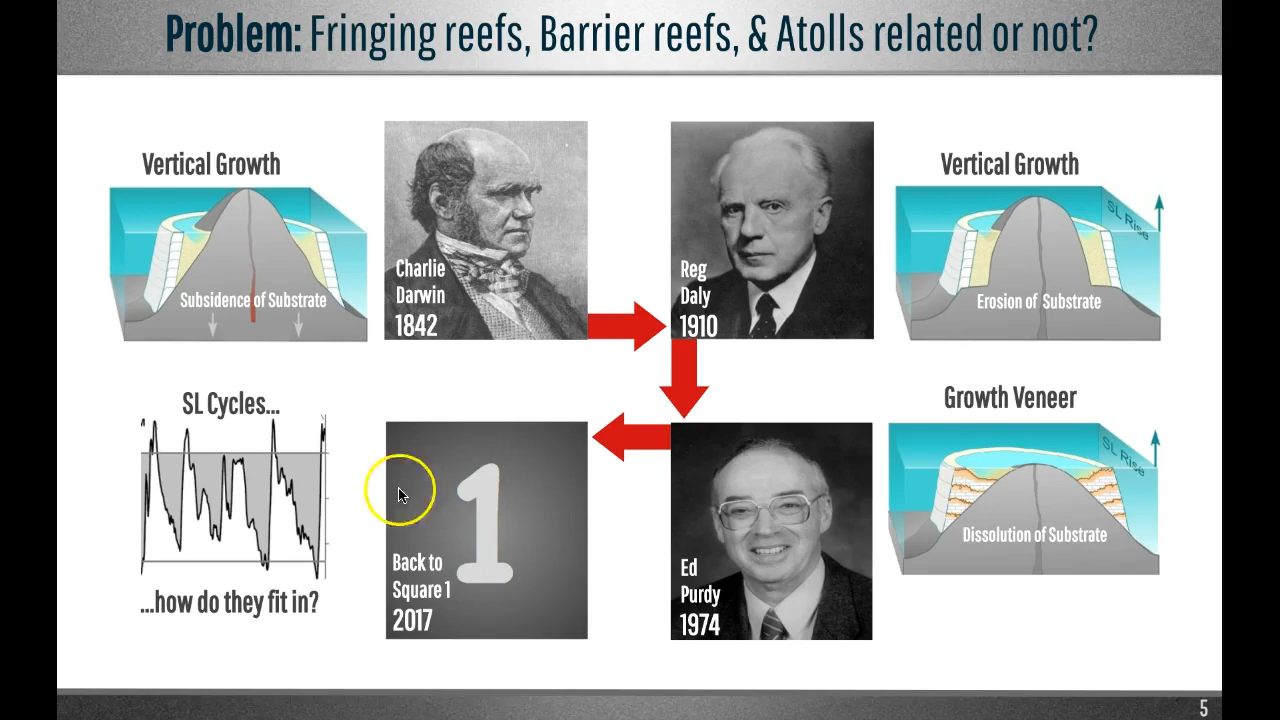 Problem: Fringing reefs, Barrier reefs, & Atolls related or not?
Vertical Growth
Subsidence of Substrate
Charlie
Darwin
1842
Reg
Daly
1910
Vertical Growth
SL Rise
Erosion of Substrate
SL Cycles...
...how do they fit in?
1
Back to
Square 1
2017
Ed
Purdy
1974
Growth Veneer
SL Rise
Dissolution of Substrate
5